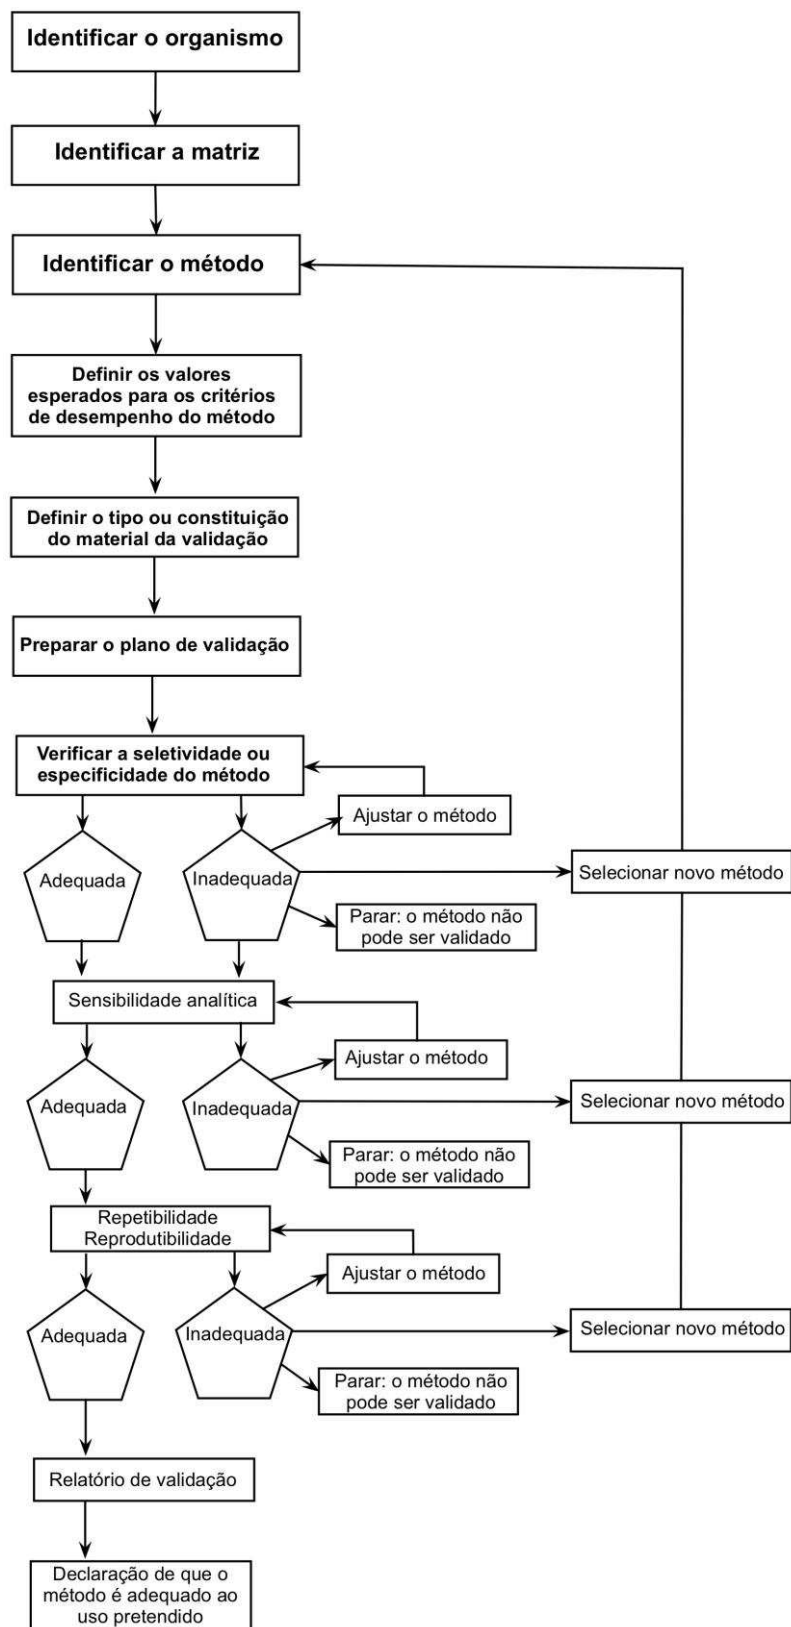 Identificar o organismo
Identificar a matriz
Identificar o método
Definir os valores
esperados para os critérios
de desempenho do método
Definir o tipo ou constituição
do material da validação
Preparar o plano de validação
Verificar a seletividade ou
especificidade do método
Ajustar o método
Adequada
Inadequada
Selecionar novo método
Parar: o método não
pode ser validado
Sensibilidade analítica
Ajustar o método
Adequada
Inadequada
Selecionar novo método
Parar: o método não
pode ser validado
Repetibilidade
Reprodutibilidade
Ajustar o método
Adequada
Inadequada
Selecionar novo método
Parar: o método não
pode ser validado
Relatório de validação
Declaração de que o
método é adequado ao
uso pretendido